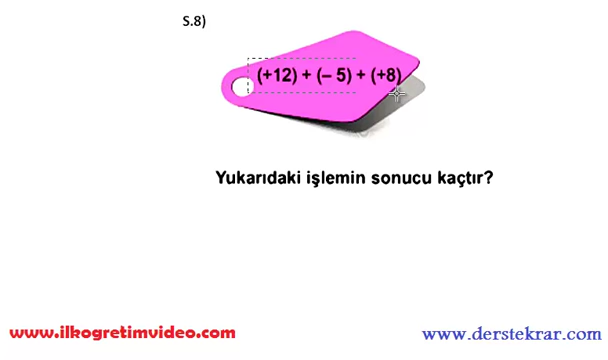 S.8)
(+12) + (– 5) + (+8)
Yukarıdaki işlemin sonucu kaçtır?
www.ilkogretimvideo.com
www.derstekrar.com